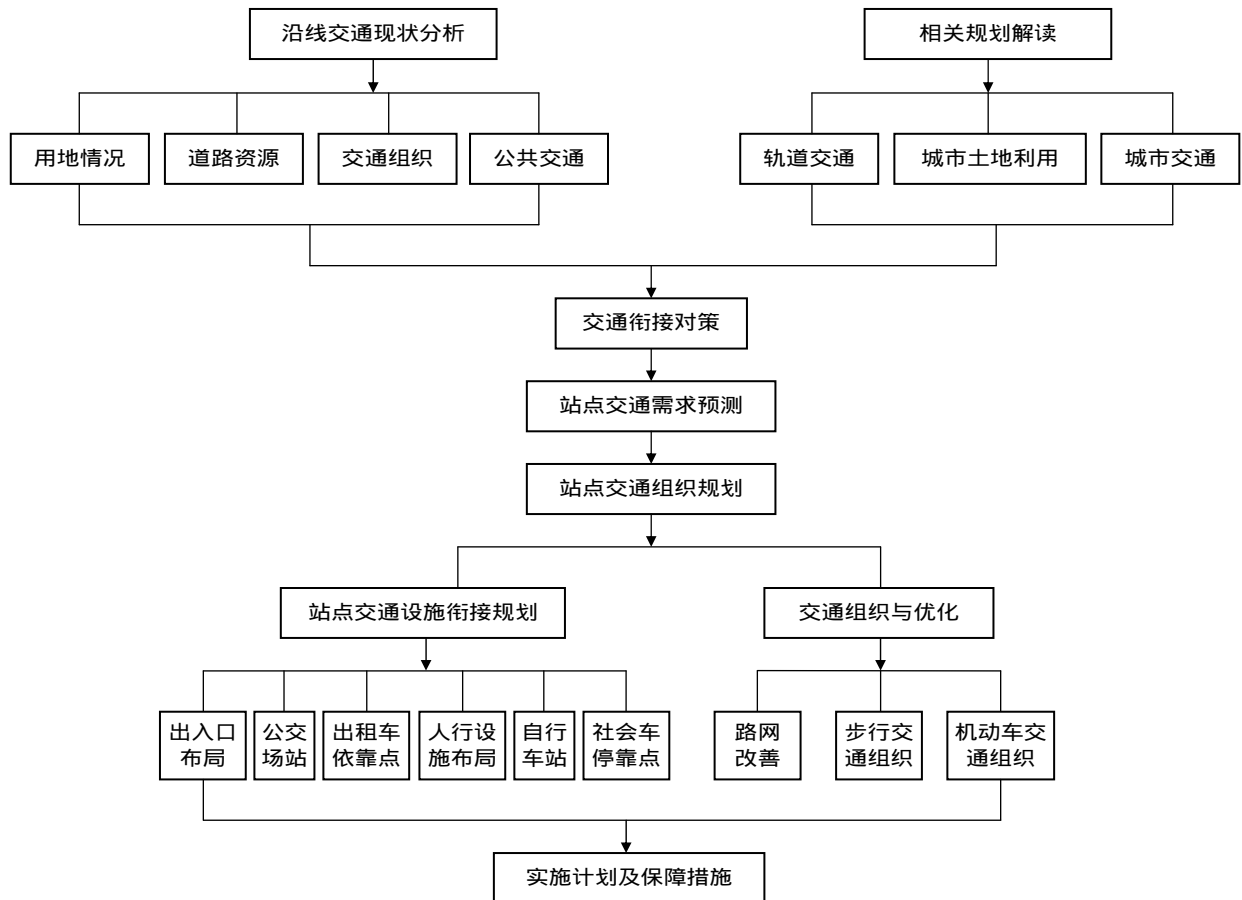 沿线交通现状分析
相关规划解读
用地情况
道路资源
交通组织
公共交通
轨道交通
城市土地利用
城市交通
交通衔接对策
站点交通需求预测
站点交通组织规划
站点交通设施衔接规划
交通组织与优化
出入口
布局
公交
场站
出租车
依靠点
人行设
施布局
自行
车站
社会车
停靠点
路网
改善
步行交
通组织
机动车交
通组织
实施计划及保障措施